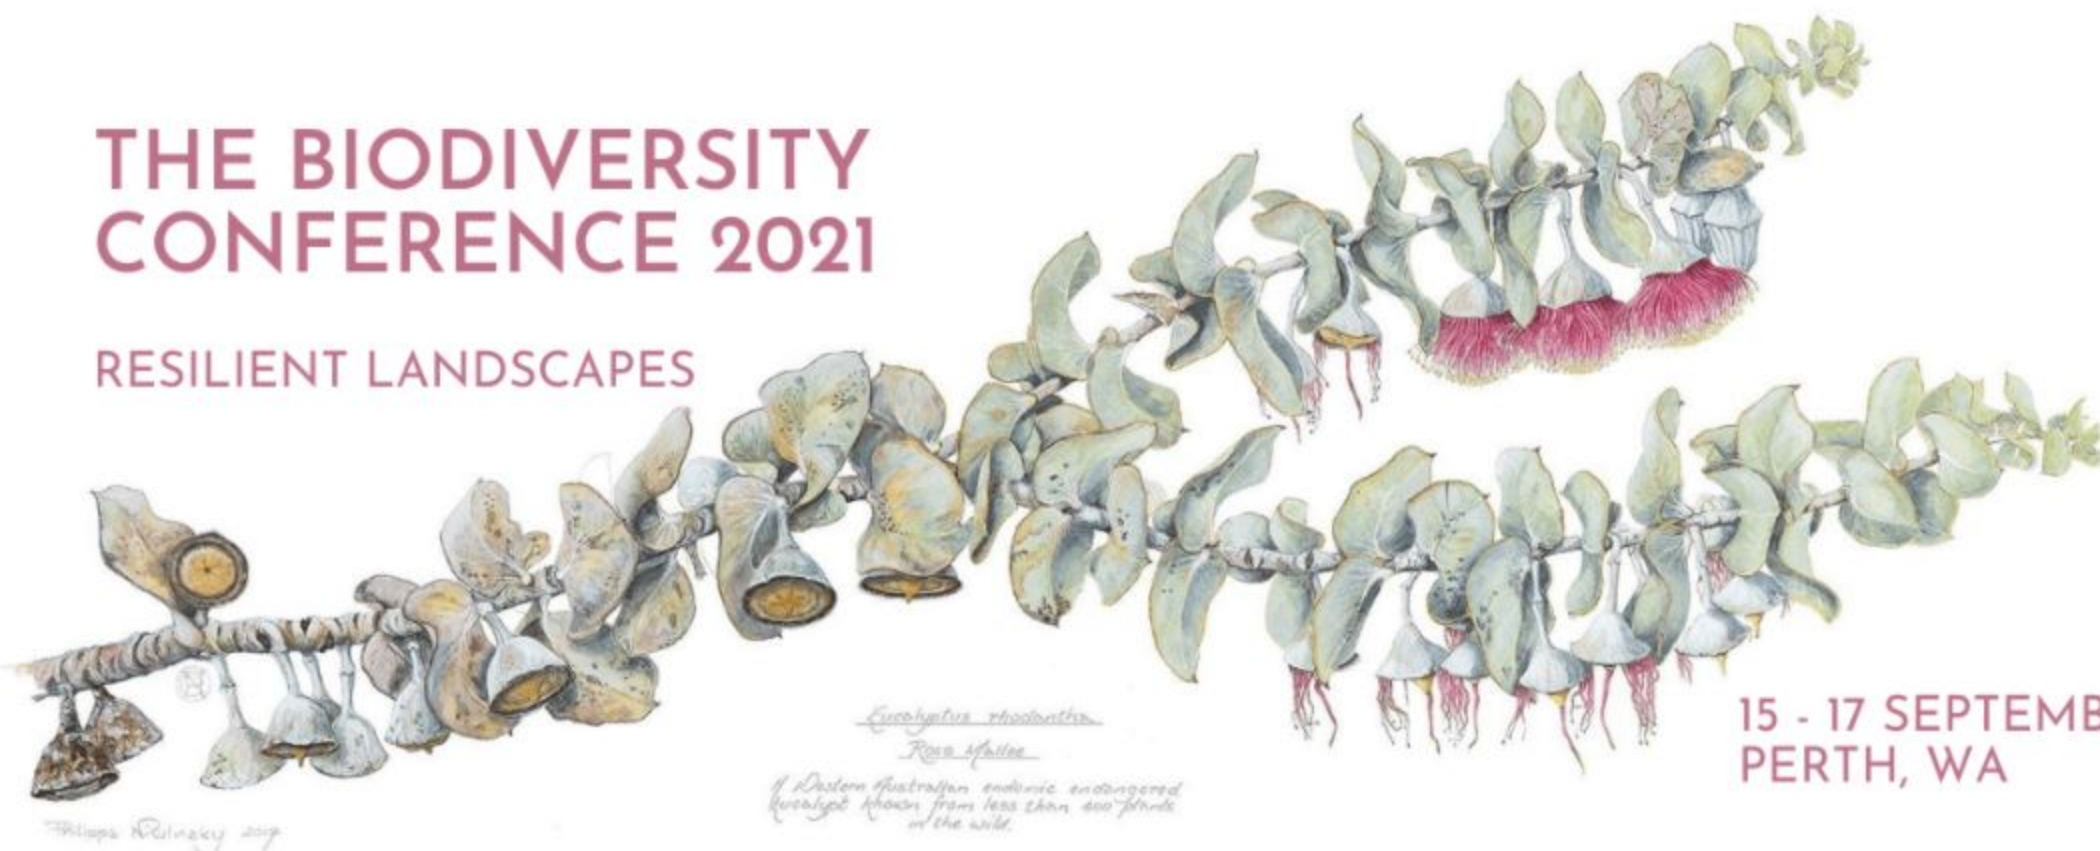 THE BIODIVERSITY
CONFERENCE 2021
RESILIENT LANDSCAPES
15 - 17 SEPTEMB
PERTH, WA
Eucalyptus rhodantha
Rose Mallee
A Western Australian endemic endangered
Eucalypt known from less than 400 plants
in the wild.